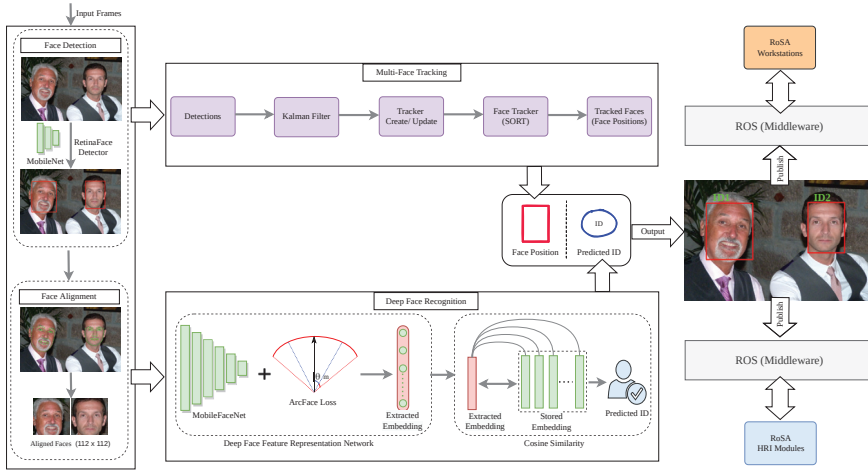 Input Frames
Face Detection
RetinaFace
Detector
MobileNet
Face Alignment
Aligned Faces (112 x 112)
Multi-Face Tracking
Detections
Kalman Filter
Tracker
Create/ Update
Face Tracker
(SORT)
Tracked Faces
(Face Positions)
Face Position
ID
Predicted ID
Output
Deep Face Recognition
MobileFaceNet
+
θ
ArcFace Loss
Extracted
Embedding
Deep Face Feature Representation Network
Extracted
Embedding
Stored
Embedding
Predicted ID
Cosine Similarity
RoSA
Workstations
ROS (Middleware)
Publish
ID2
Publish
ROS (Middleware)
RoSA
HRI Modules